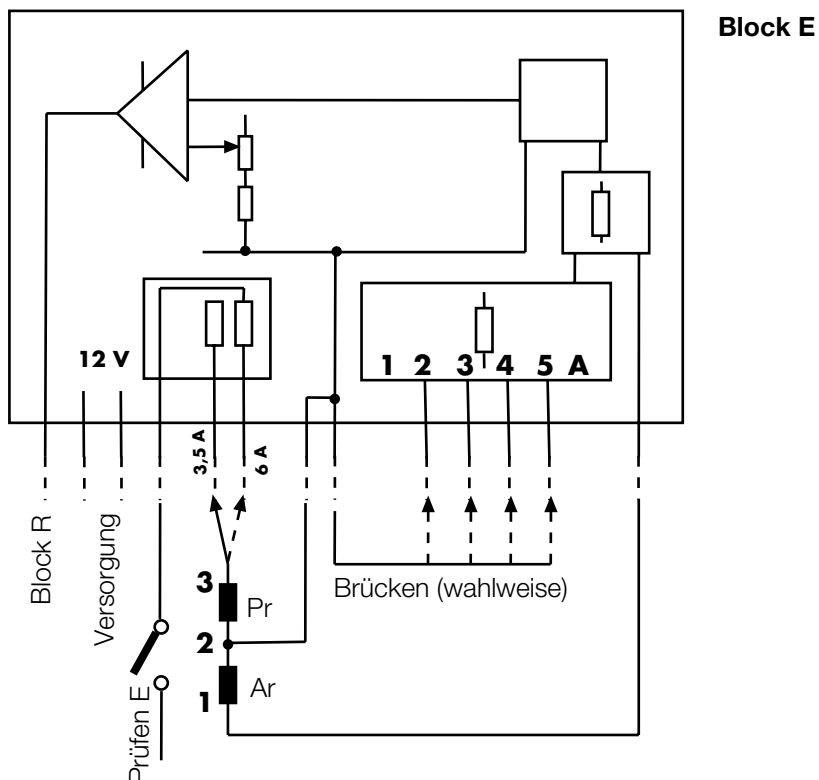 Block E
12 V
1 2 3 4 5 A
3,5 A
6 A
Block R
Versorgung
Brücken (wahlweise)
3
Pr
2
1
Ar
Prüfen E